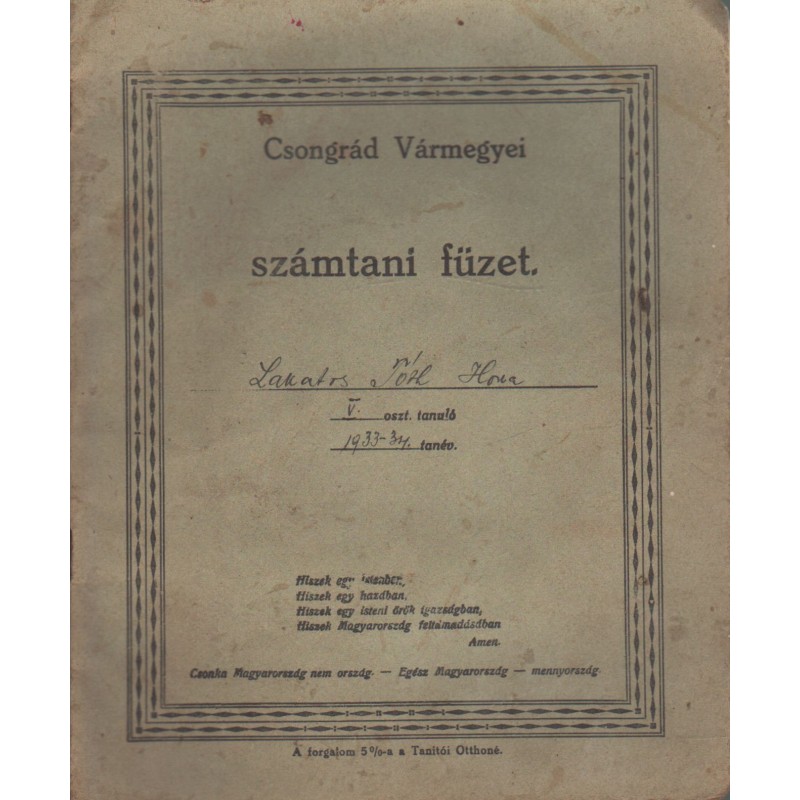 Csongrád Vármegyei
számtani füzet.
Lakatos Tóth Ilona
V. oszt. tanuló
1933-34. tanév.
Hiszek egy Istenben,
Hiszek egy hazában,
Hiszek egy isteni örök igazságban,
Hiszek Magyarország feltámadásában
Amen.
Csonka Magyarország nem ország. — Egész Magyarország — mennyország.
A forgalom 5%-a a Tanítói Otthoné.